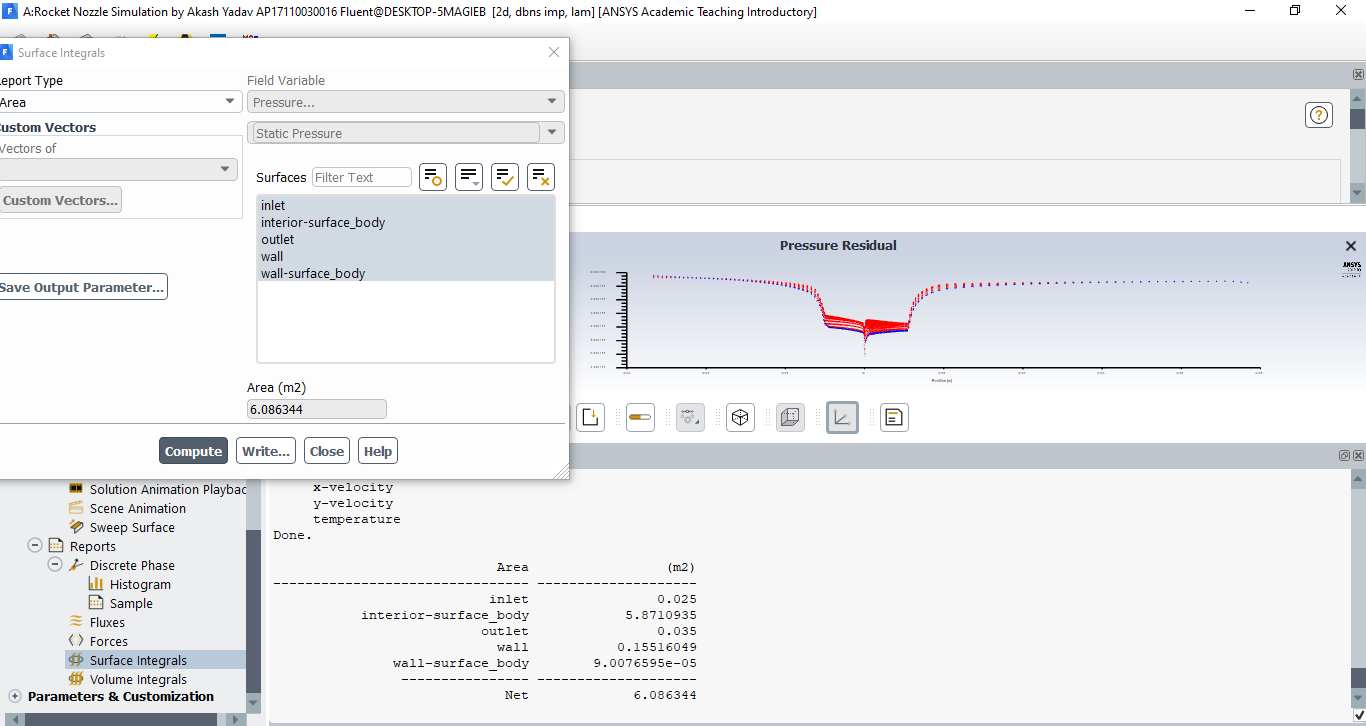 A:Rocket Nozzle Simulation by Akash Yadav AP17110030016 Fluent@DESKTOP-5MAGIEB [2d, dbns imp, lam] [ANSYS Academic Teaching Introductory]
Surface Integrals
eport Type
Area
ustom Vectors
Vectors of
Custom Vectors...
Save Output Parameter...
Field Variable
Pressure...
Static Pressure
Surfaces Filter Text
inlet
interior-surface_body
outlet
wall
wall-surface_body
Area (m2)
6.086344
Compute Write... Close Help
Pressure Residual
ANSYS
Position (m)
Solution Animation Playbac
Scene Animation
Sweep Surface
Reports
Discrete Phase
Histogram
Sample
Fluxes
Forces
Surface Integrals
Volume Integrals
Parameters & Customization
x-velocity
y-velocity
temperature
Done.
Area (m2)
-------------------------------- --------------------
inlet 0.025
interior-surface_body 5.8710935
outlet 0.035
wall 0.15516049
wall-surface_body 9.0076595e-05
---------------- --------------------
Net 6.086344